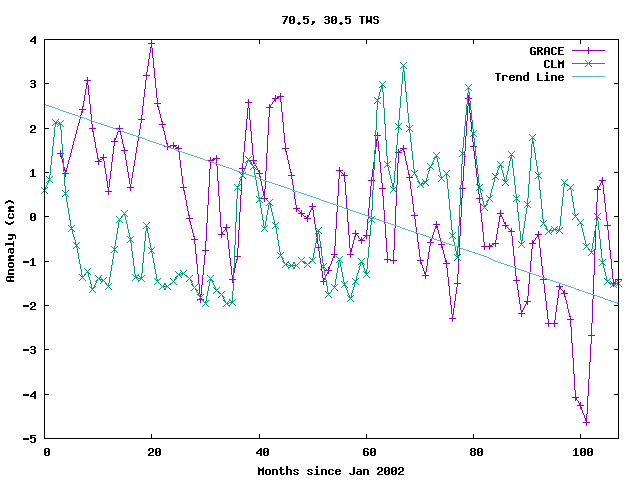 70.5, 30.5 TWS
GRACE
CLM
Trend Line
4
3
2
1
0
-1
-2
-3
-4
-5
Anomaly (cm)
0 20 40 60 80 100
Months since Jan 2002